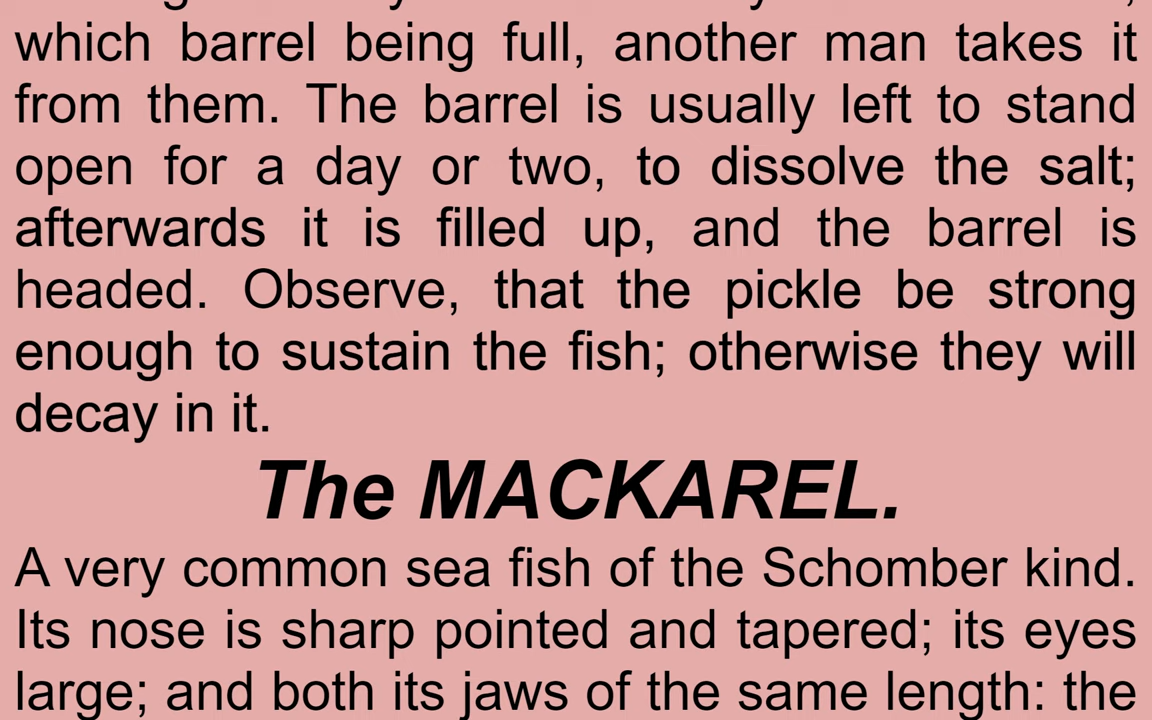 which barrel being full, another man takes it
from them. The barrel is usually left to stand
open for a day or two, to dissolve the salt;
afterwards it is filled up, and the barrel is
headed. Observe, that the pickle be strong
enough to sustain the fish; otherwise they will
decay in it.
The MACKAREL.
A very common sea fish of the Schomber kind.
Its nose is sharp pointed and tapered; its eyes
large; and both its jaws of the same length: the